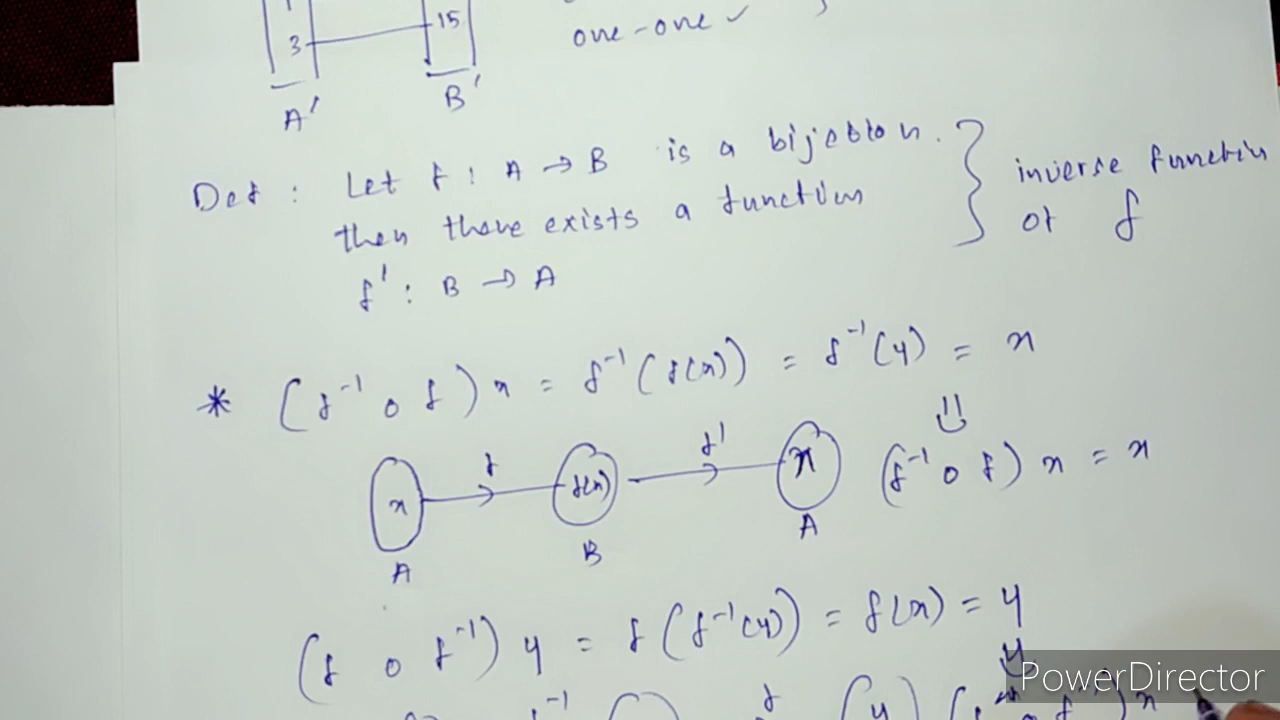 1
3 15
one-one ✓
A' B'
Def : Let f : A → B is a bijection.
then there exists a function
f' : B → A
inverse function
of f
* (f⁻¹ o f) x = f⁻¹(f(x)) = f⁻¹(y) = x
x f f(x) f' x
A B A
(f⁻¹ o f) x = x
(f o f⁻¹) y = f(f⁻¹(y)) = f(x) = y
-1 f y
PowerDirector